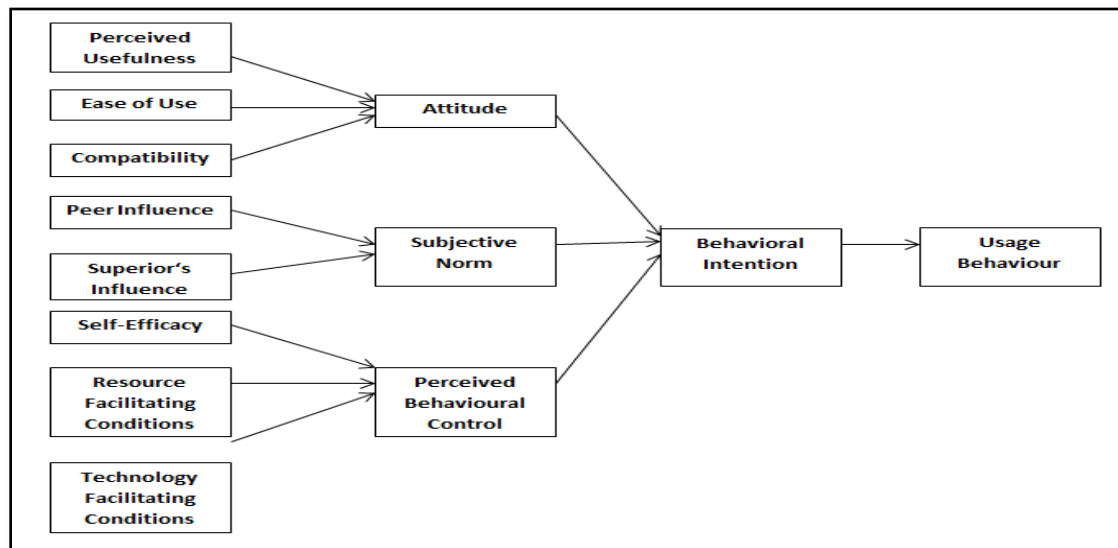 Perceived
Usefulness
Ease of Use
Compatibility
Peer Influence
Superior‘s
Influence
Self-Efficacy
Resource
Facilitating
Conditions
Technology
Facilitating
Conditions
Attitude
Subjective
Norm
Perceived
Behavioural
Control
Behavioral
Intention
Usage
Behaviour